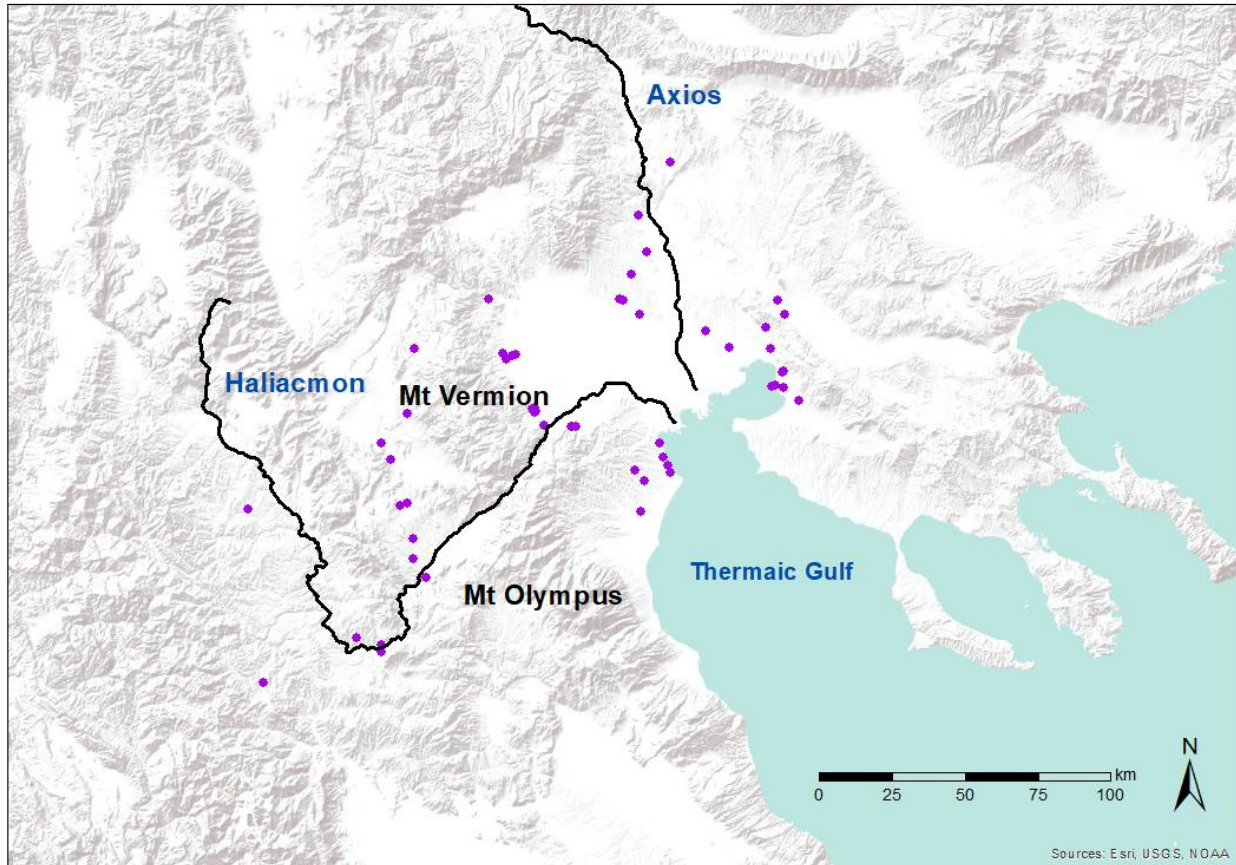 Axios
Haliacmon
Mt Vermion
Thermaic Gulf
Mt Olympus
N
km
0 25 50 75 100
Sources: Esri, USGS, NOAA